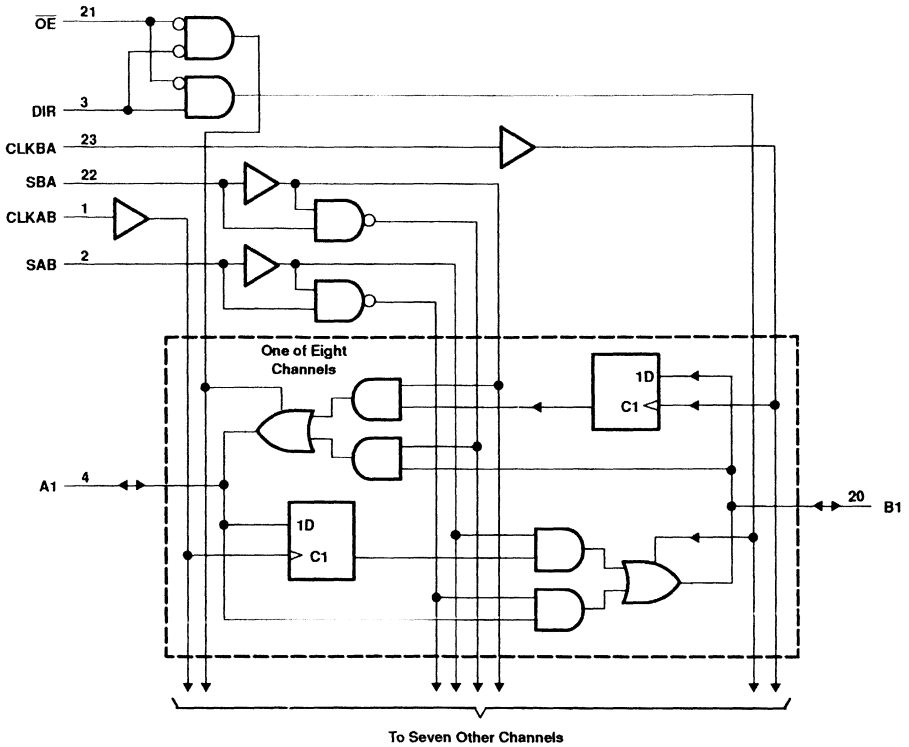 OE 21
DIR 3
CLKBA 23
SBA 22
CLKAB 1
SAB 2
One of Eight
Channels
1D
C1
A1 4
20 B1
1D
C1
To Seven Other Channels